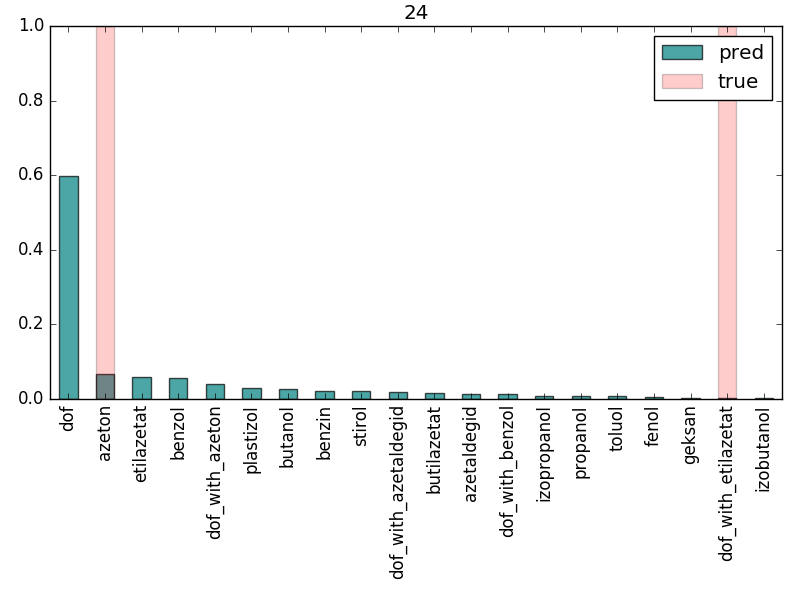 24
1.0
0.8
0.6
0.4
0.2
0.0
pred
true
dof
azeton
etilazetat
benzol
dof_with_azeton
plastizol
butanol
benzin
stirol
dof_with_azetaldegid
butilazetat
azetaldegid
dof_with_benzol
izopropanol
propanol
toluol
fenol
geksan
dof_with_etilazetat
izobutanol